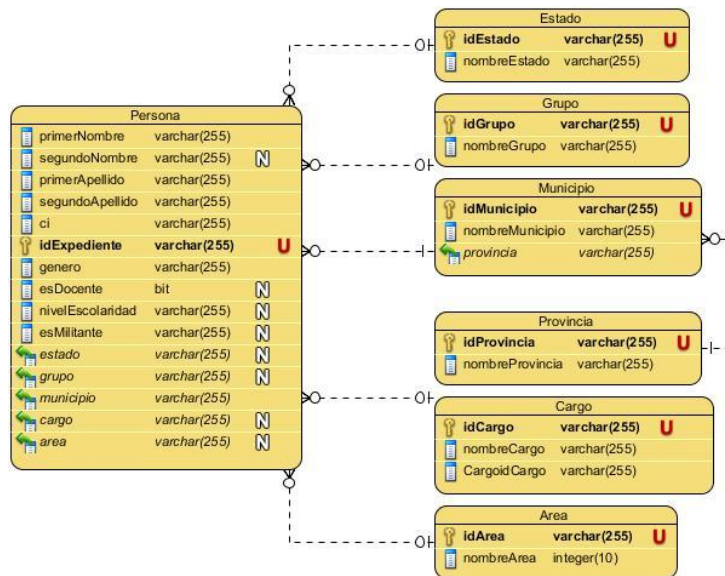 Estado
idEstado varchar(255) U
nombreEstado varchar(255)
Grupo
idGrupo varchar(255) U
nombreGrupo varchar(255)
Persona
primerNombre varchar(255)
segundoNombre varchar(255) N
primerApellido varchar(255)
segundoApellido varchar(255)
ci varchar(255)
idExpediente varchar(255) U
genero varchar(255)
esDocente bit N
nivelEscolaridad varchar(255) N
esMilitante varchar(255) N
estado varchar(255) N
grupo varchar(255) N
municipio varchar(255)
cargo varchar(255) N
area varchar(255) N
Municipio
idMunicipio varchar(255) U
nombreMunicipio varchar(255)
provincia varchar(255)
Provincia
idProvincia varchar(255) U
nombreProvincia varchar(255)
Cargo
idCargo varchar(255) U
nombreCargo varchar(255)
CargoidCargo varchar(255)
Area
idArea varchar(255) U
nombreArea integer(10)